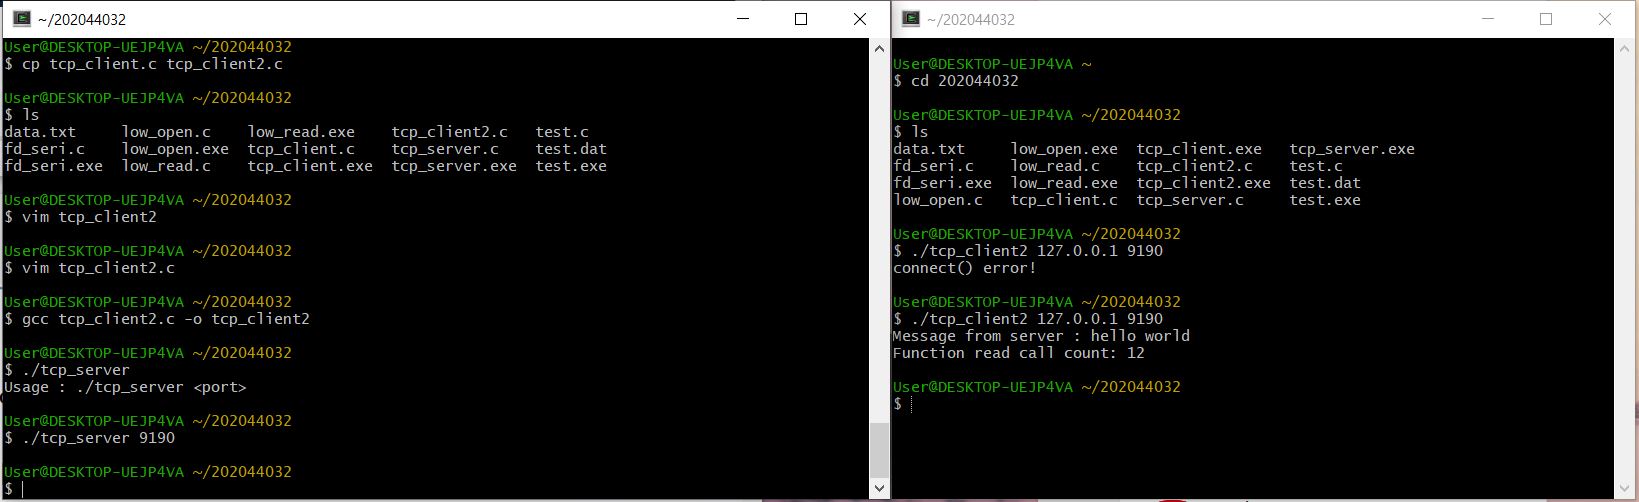 ~/202044032
User@DESKTOP-UEJP4VA ~/202044032
$ cp tcp_client.c tcp_client2.c
User@DESKTOP-UEJP4VA ~/202044032
$ ls
data.txt     low_open.c    low_read.exe    tcp_client2.c   test.c
fd_seri.c    low_open.exe  tcp_client.c    tcp_server.c    test.dat
fd_seri.exe  low_read.c    tcp_client.exe  tcp_server.exe  test.exe
User@DESKTOP-UEJP4VA ~/202044032
$ vim tcp_client2
User@DESKTOP-UEJP4VA ~/202044032
$ vim tcp_client2.c
User@DESKTOP-UEJP4VA ~/202044032
$ gcc tcp_client2.c -o tcp_client2
User@DESKTOP-UEJP4VA ~/202044032
$ ./tcp_server
Usage : ./tcp_server <port>
User@DESKTOP-UEJP4VA ~/202044032
$ ./tcp_server 9190
User@DESKTOP-UEJP4VA ~/202044032
$
~/202044032
User@DESKTOP-UEJP4VA ~
$ cd 202044032
User@DESKTOP-UEJP4VA ~/202044032
$ ls
data.txt     low_open.exe  tcp_client.exe   tcp_server.exe
fd_seri.c    low_read.c    tcp_client2.c    test.c
fd_seri.exe  low_read.exe  tcp_client2.exe  test.dat
low_open.c   tcp_client.c  tcp_server.c     test.exe
User@DESKTOP-UEJP4VA ~/202044032
$ ./tcp_client2 127.0.0.1 9190
connect() error!
User@DESKTOP-UEJP4VA ~/202044032
$ ./tcp_client2 127.0.0.1 9190
Message from server : hello world
Function read call count: 12
User@DESKTOP-UEJP4VA ~/202044032
$